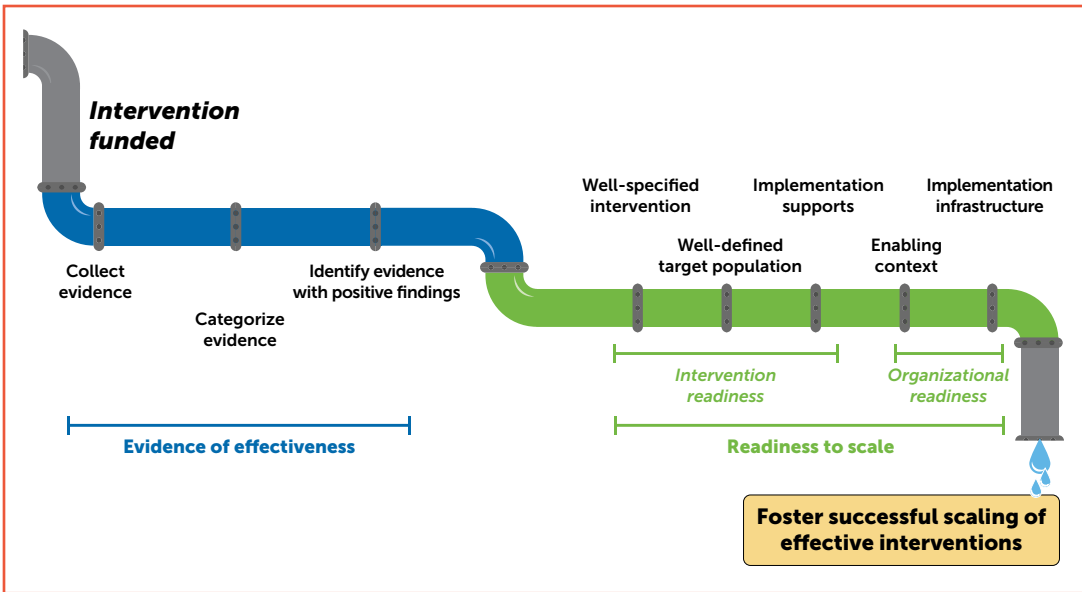 Intervention
funded
Collect
evidence
Categorize
evidence
Identify evidence
with positive findings
Evidence of effectiveness
Well-specified
intervention
Well-defined
target population
Implementation
supports
Enabling
context
Implementation
infrastructure
Intervention
readiness
Organizational
readiness
Readiness to scale
Foster successful scaling of
effective interventions